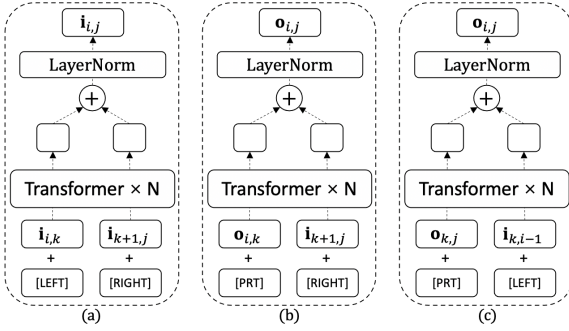 i_{i,j}
LayerNorm
+
Transformer × N
i_{i,k} i_{k+1,j}
+ +
[LEFT] [RIGHT]
(a)
o_{i,j}
LayerNorm
+
Transformer × N
o_{i,k} i_{k+1,j}
+ +
[PRT] [RIGHT]
(b)
o_{i,j}
LayerNorm
+
Transformer × N
o_{k,j} i_{k,i−1}
+ +
[PRT] [LEFT]
(c)